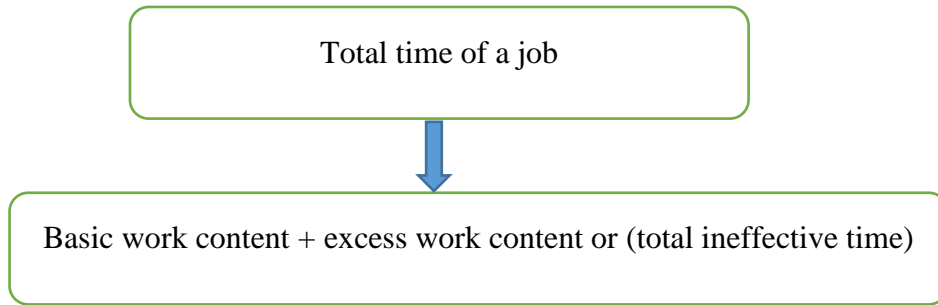 Total time of a job
Basic work content + excess work content or (total ineffective time)